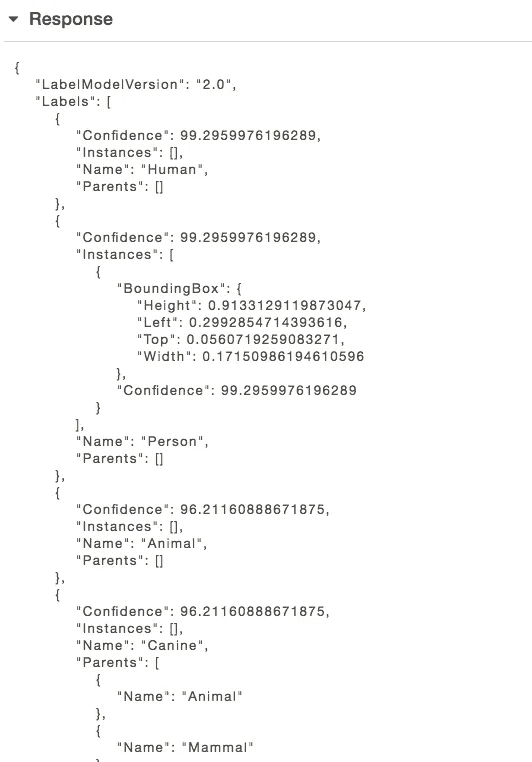 Response
{
"LabelModelVersion": "2.0",
"Labels": [
{
"Confidence": 99.2959976196289,
"Instances": [],
"Name": "Human",
"Parents": []
},
{
"Confidence": 99.2959976196289,
"Instances": [
{
"BoundingBox": {
"Height": 0.9133129119873047,
"Left": 0.2992854714393616,
"Top": 0.0560719259083271,
"Width": 0.17150986194610596
},
"Confidence": 99.2959976196289
}
],
"Name": "Person",
"Parents": []
},
{
"Confidence": 96.21160888671875,
"Instances": [],
"Name": "Animal",
"Parents": []
},
{
"Confidence": 96.21160888671875,
"Instances": [],
"Name": "Canine",
"Parents": [
{
"Name": "Animal"
},
{
"Name": "Mammal"
}